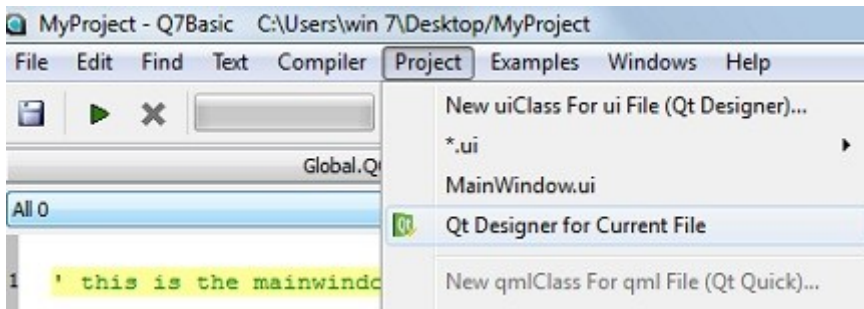 MyProject - Q7Basic C:\Users\win 7\Desktop/MyProject
File Edit Find Text Compiler Project Examples Windows Help
New uiClass For ui File (Qt Designer)...
*.ui
Global.Q
MainWindow.ui
All 0
Qt Designer for Current File
1 ' this is the mainwindo
New qmlClass For qml File (Qt Quick)...